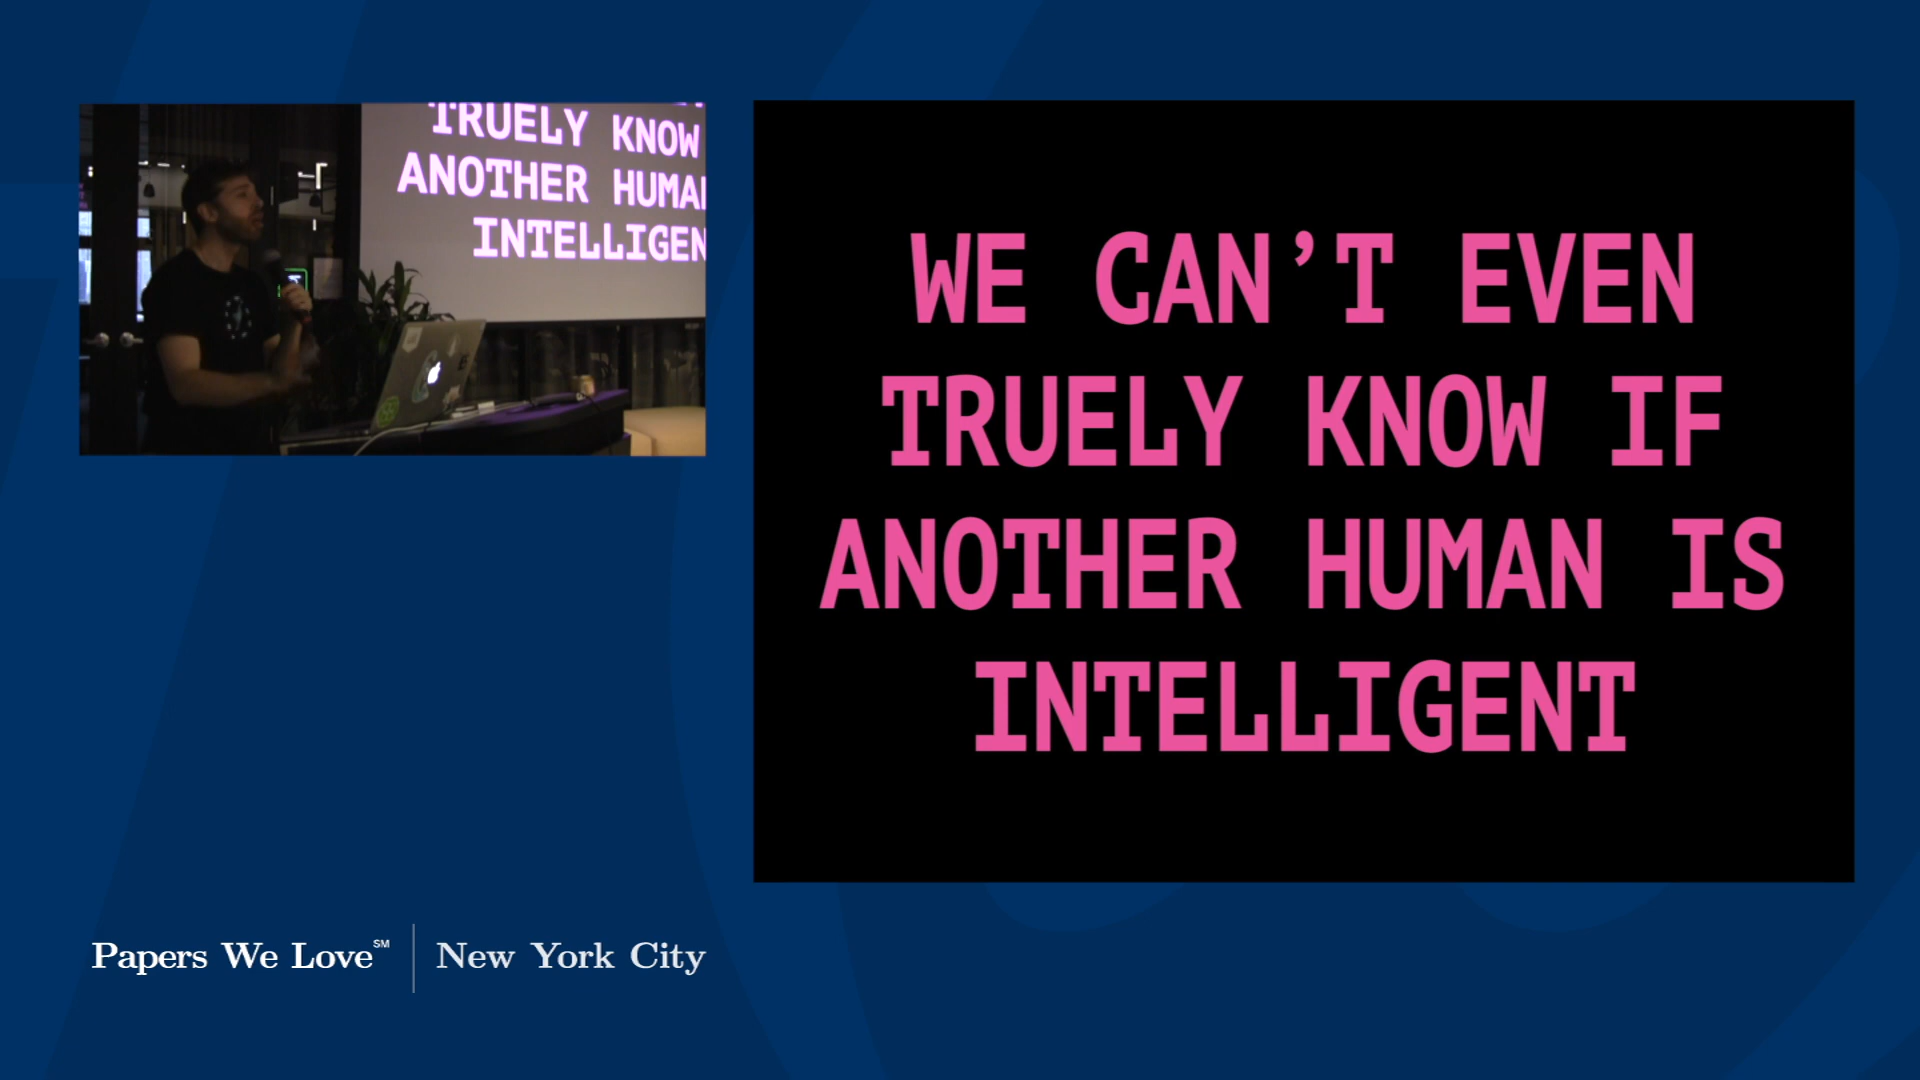 TRUELY KNOW
ANOTHER HUMAN
INTELLIGEN
WE CAN’T EVEN
TRUELY KNOW IF
ANOTHER HUMAN IS
INTELLIGENT
Papers We Love℠ | New York City